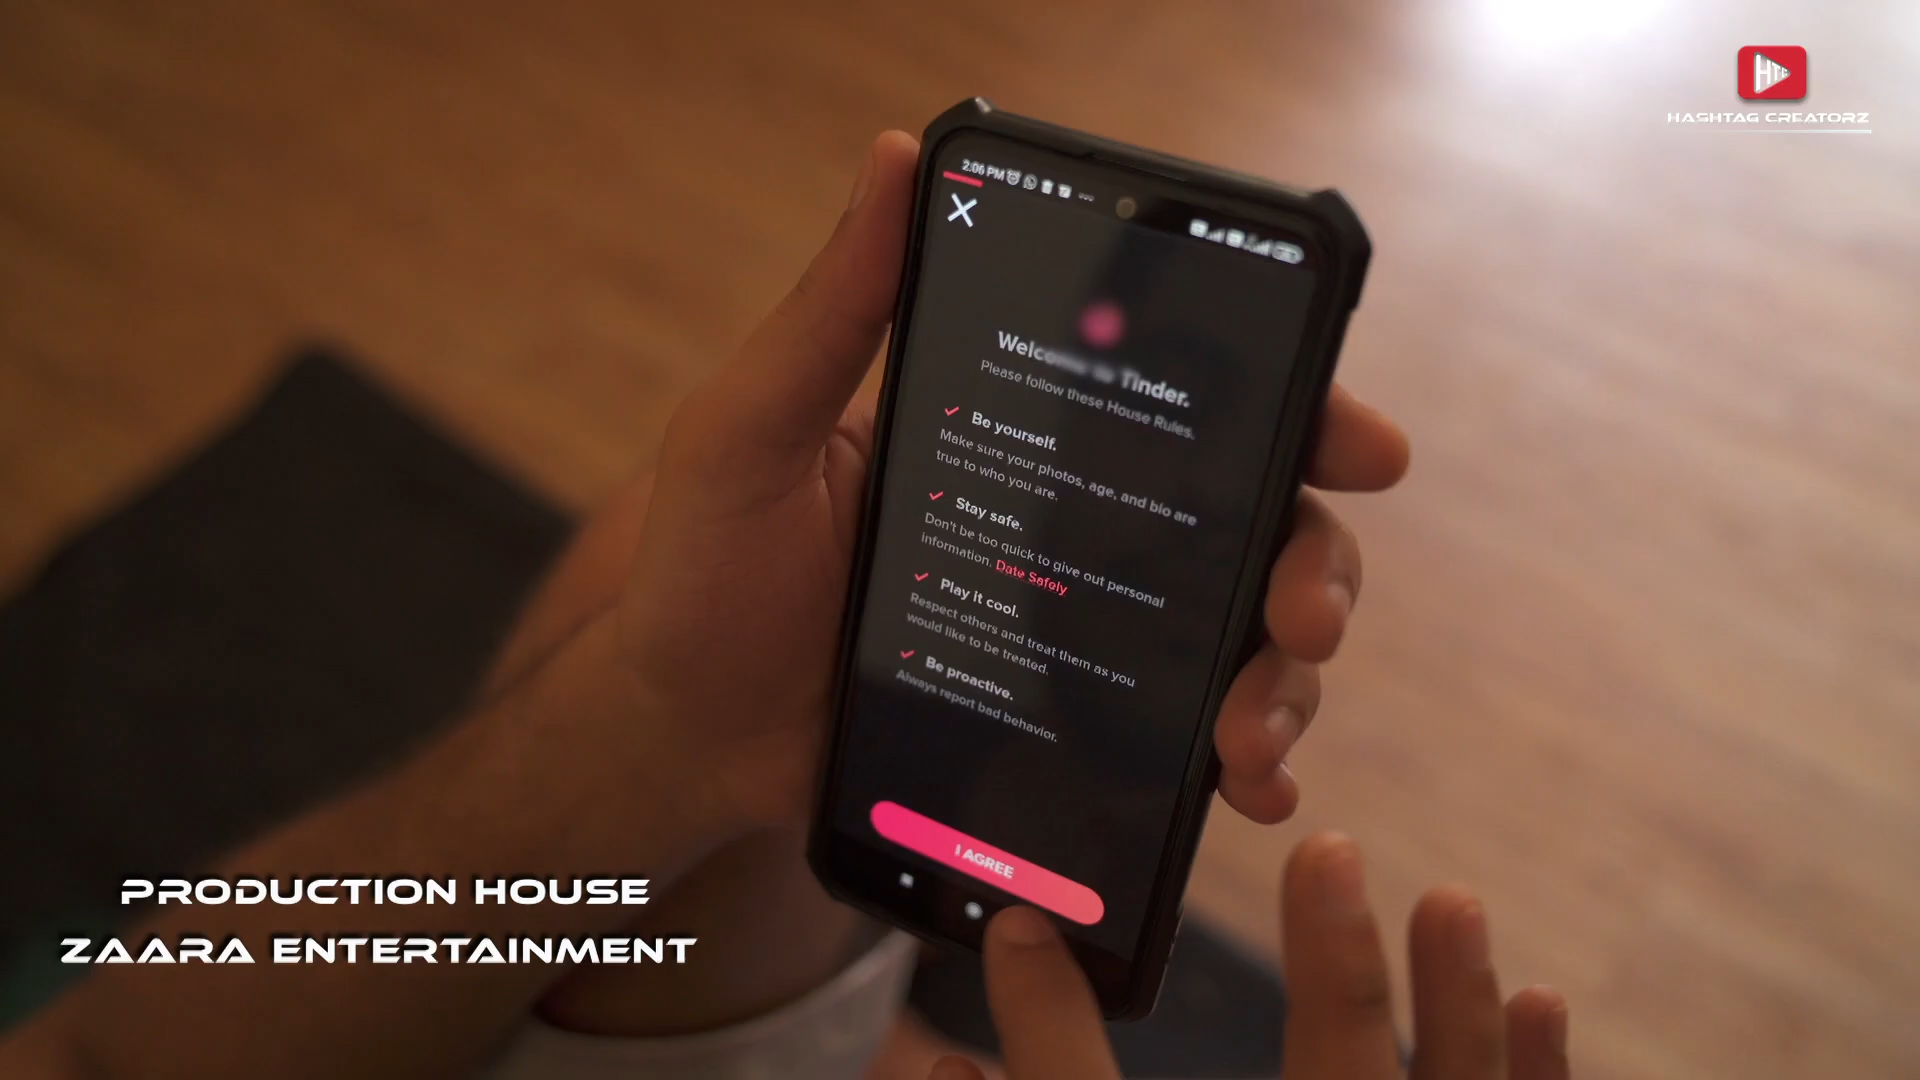 HTC
HASHTAG CREATORZ
2:06 PM
Welcome to Tinder.
Please follow these House Rules.
Be yourself.
Make sure your photos, age, and bio are
true to who you are.
Stay safe.
Don't be too quick to give out personal
information. Date Safely
Play it cool.
Respect others and treat them as you
would like to be treated.
Be proactive.
Always report bad behavior.
I AGREE
PRODUCTION HOUSE
ZAARA ENTERTAINMENT